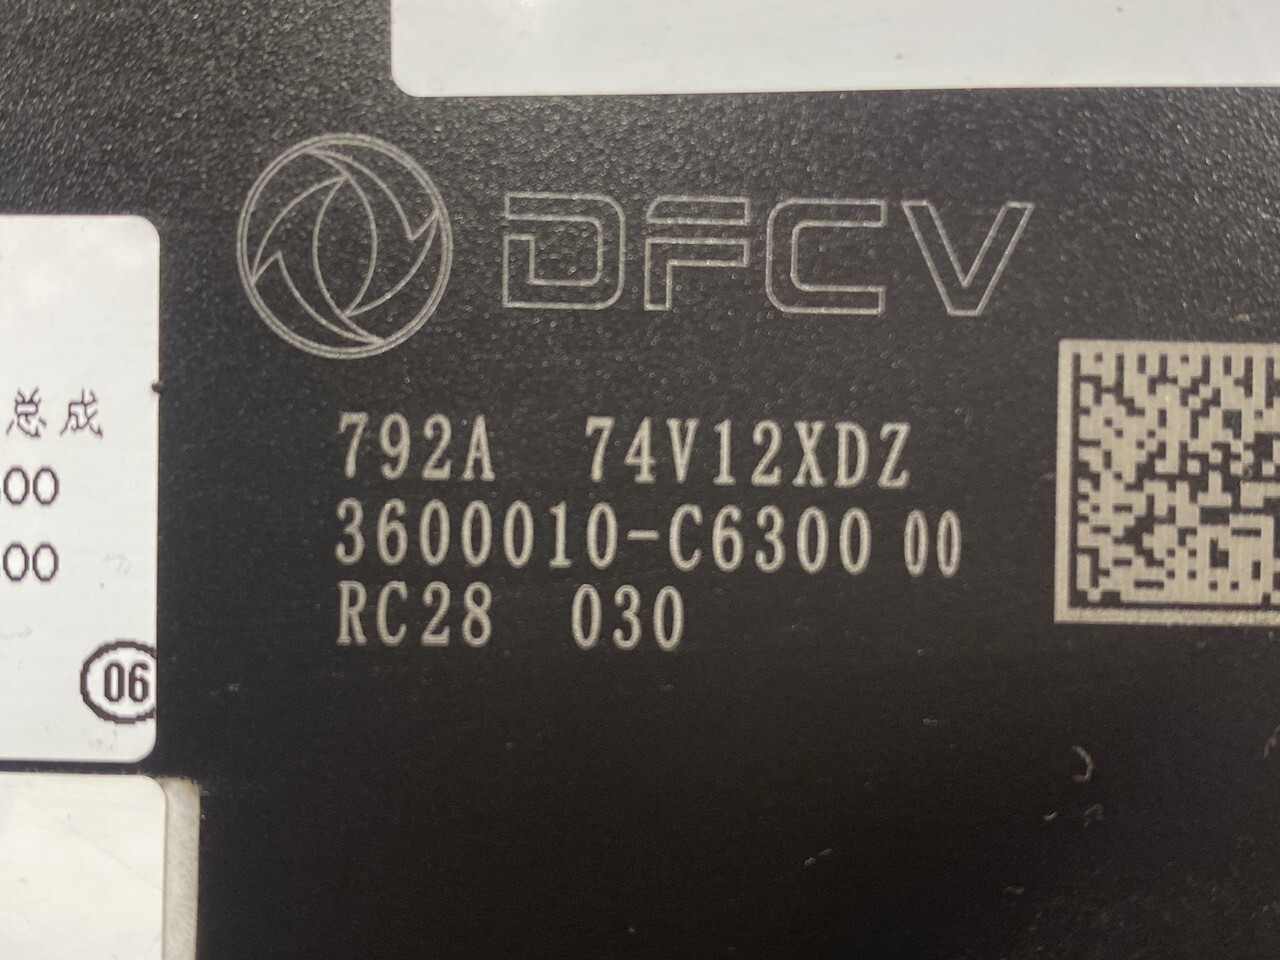 DFCV
792A 74V12XDZ
3600010-C6300 00
RC28 030
总成
00
00
06